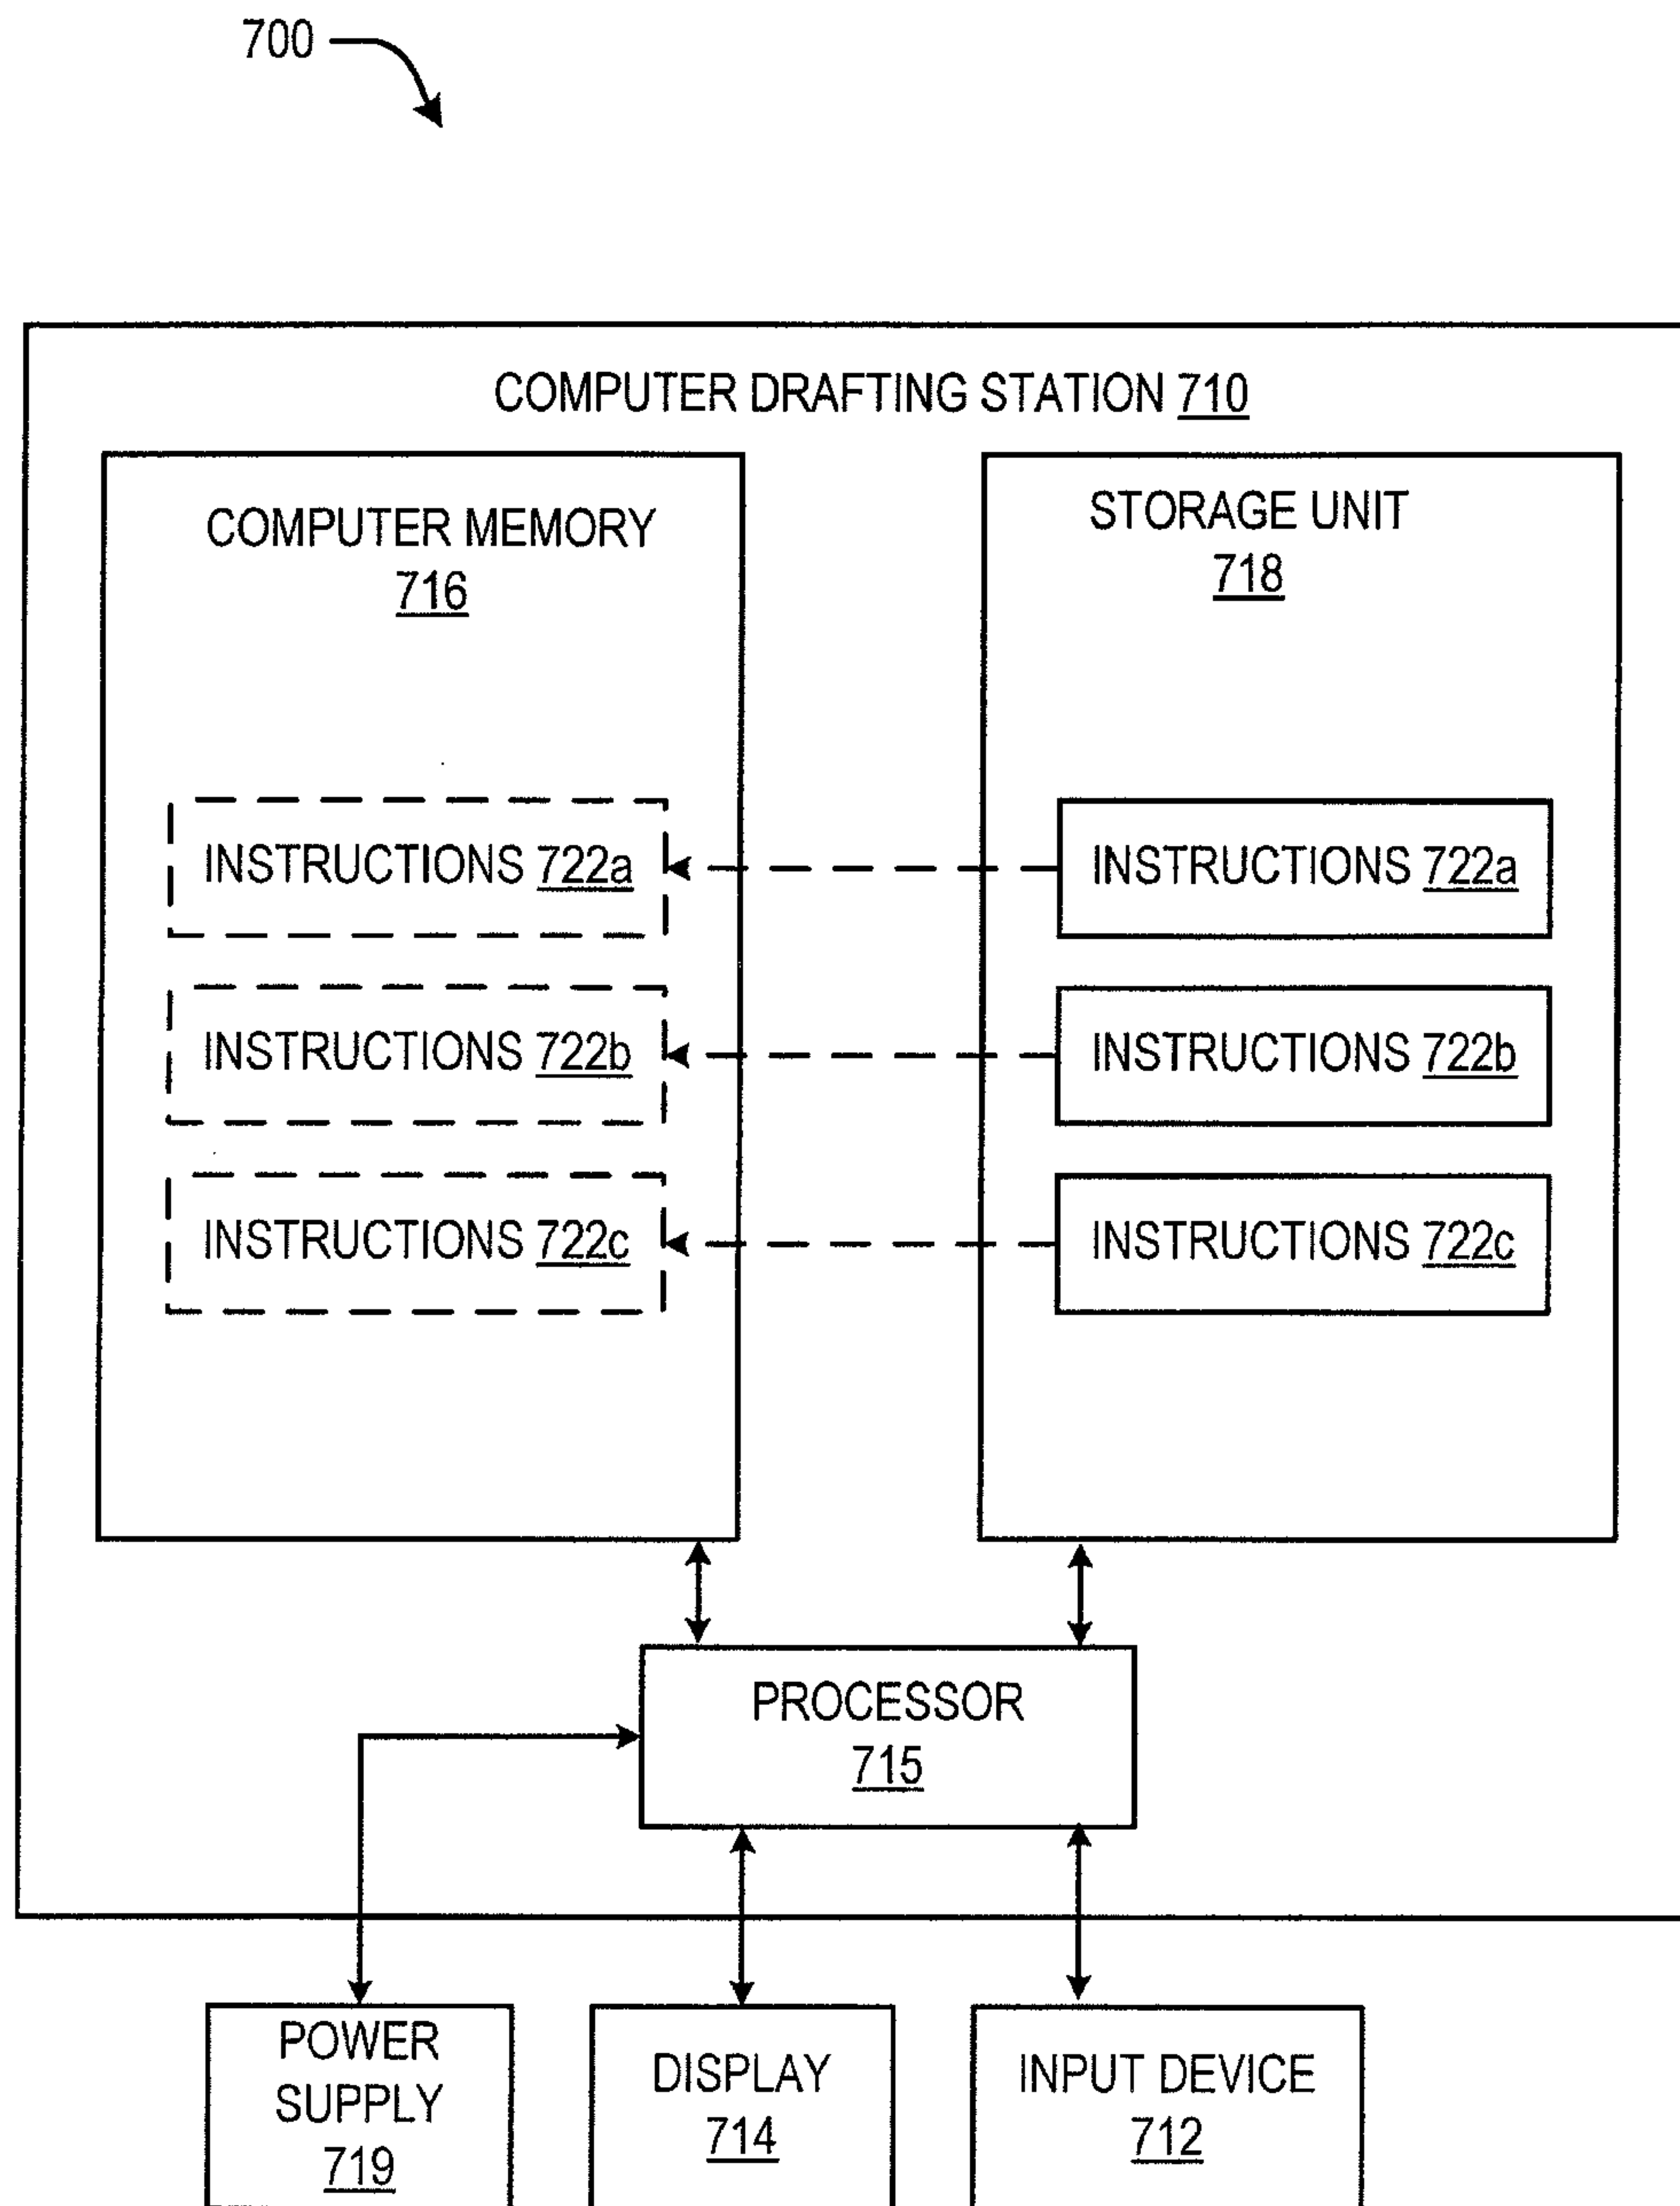 700
COMPUTER DRAFTING STATION 710
COMPUTER MEMORY
716
INSTRUCTIONS 722a
INSTRUCTIONS 722b
INSTRUCTIONS 722c
STORAGE UNIT
718
INSTRUCTIONS 722a
INSTRUCTIONS 722b
INSTRUCTIONS 722c
PROCESSOR
715
POWER
SUPPLY
719
DISPLAY
714
INPUT DEVICE
712